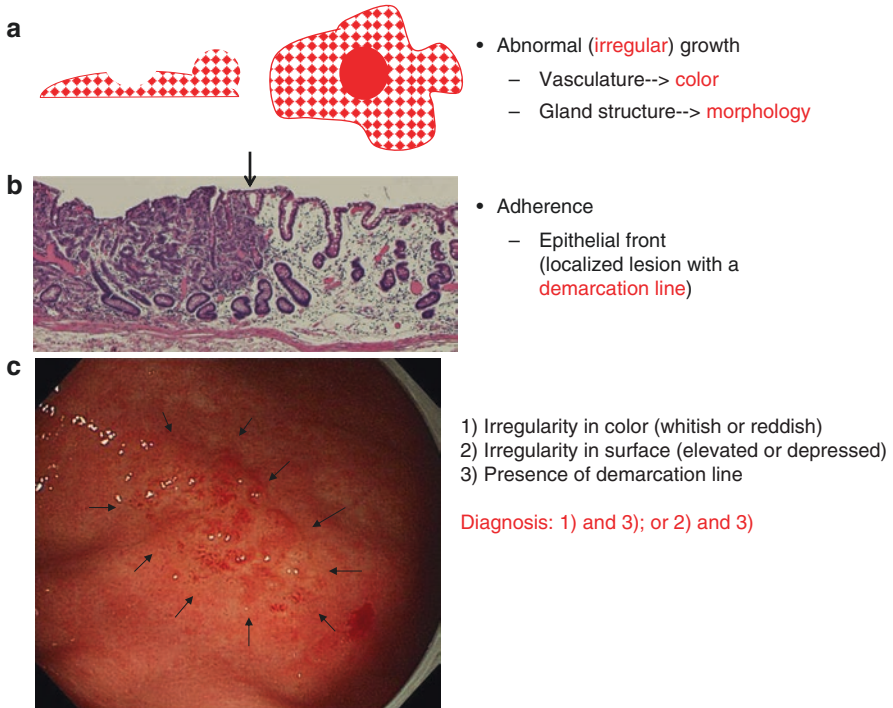 a
• Abnormal (irregular) growth
– Vasculature--> color
– Gland structure--> morphology
b
• Adherence
– Epithelial front
(localized lesion with a
demarcation line)
c
1) Irregularity in color (whitish or reddish)
2) Irregularity in surface (elevated or depressed)
3) Presence of demarcation line
Diagnosis: 1) and 3); or 2) and 3)